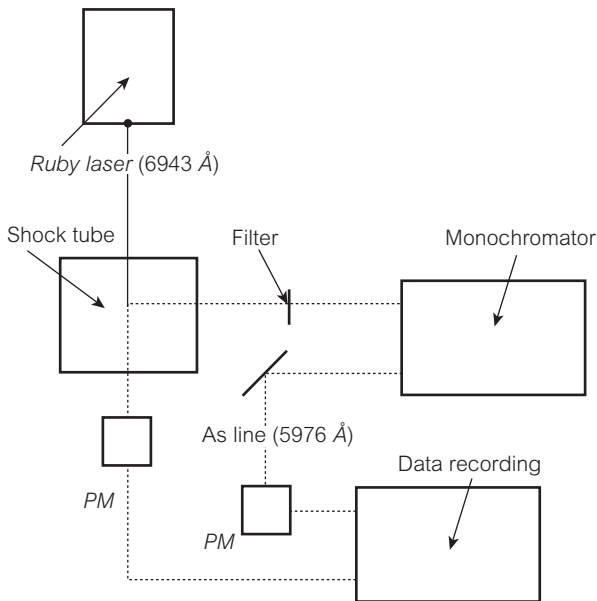 Ruby laser (6943 Å)
Shock tube
Filter
Monochromator
As line (5976 Å)
Data recording
PM
PM